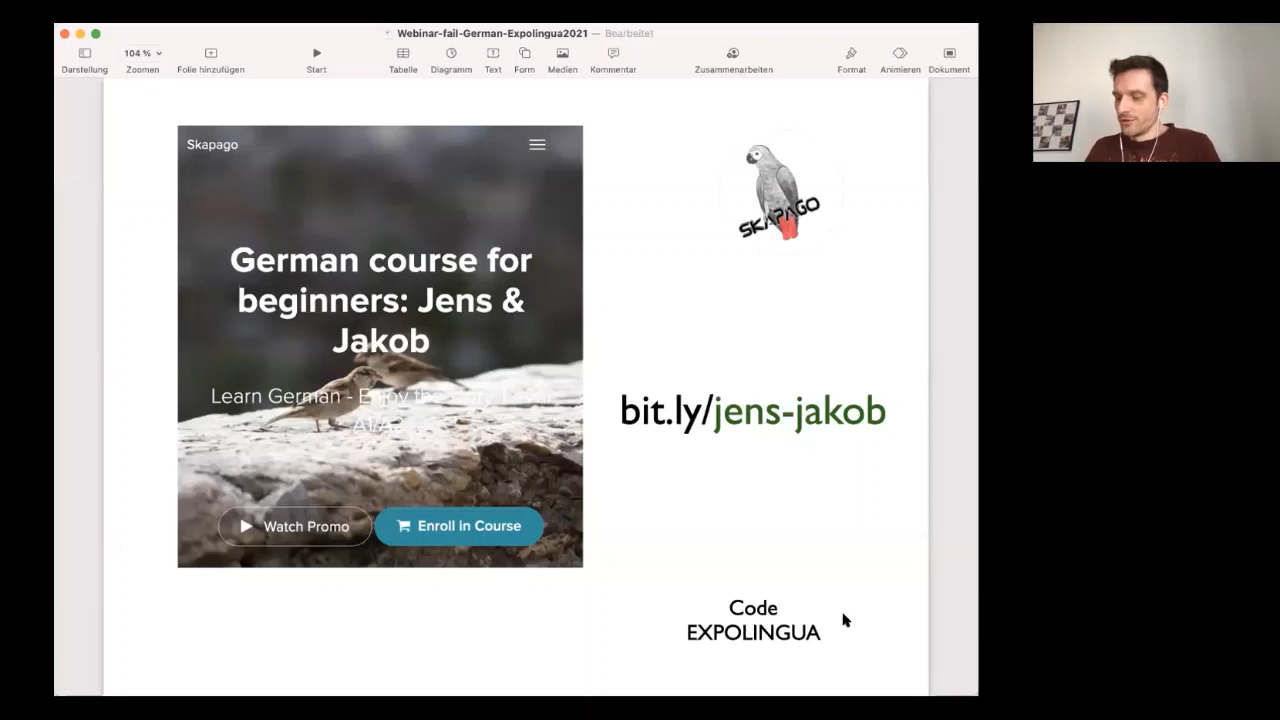 Webinar-fail-German-Expolingua2021 — Bearbeitet
104 %
Darstellung
Zoomen
Folie hinzufügen
Start
Tabelle
Diagramm
Text
Form
Medien
Kommentar
Zusammenarbeiten
Format
Animieren
Dokument
Skapago
German course for
beginners: Jens &
Jakob
Learn German - Enjoy the
Watch Promo
Enroll in Course
SKAPAGO
bit.ly/jens-jakob
Code
EXPOLINGUA